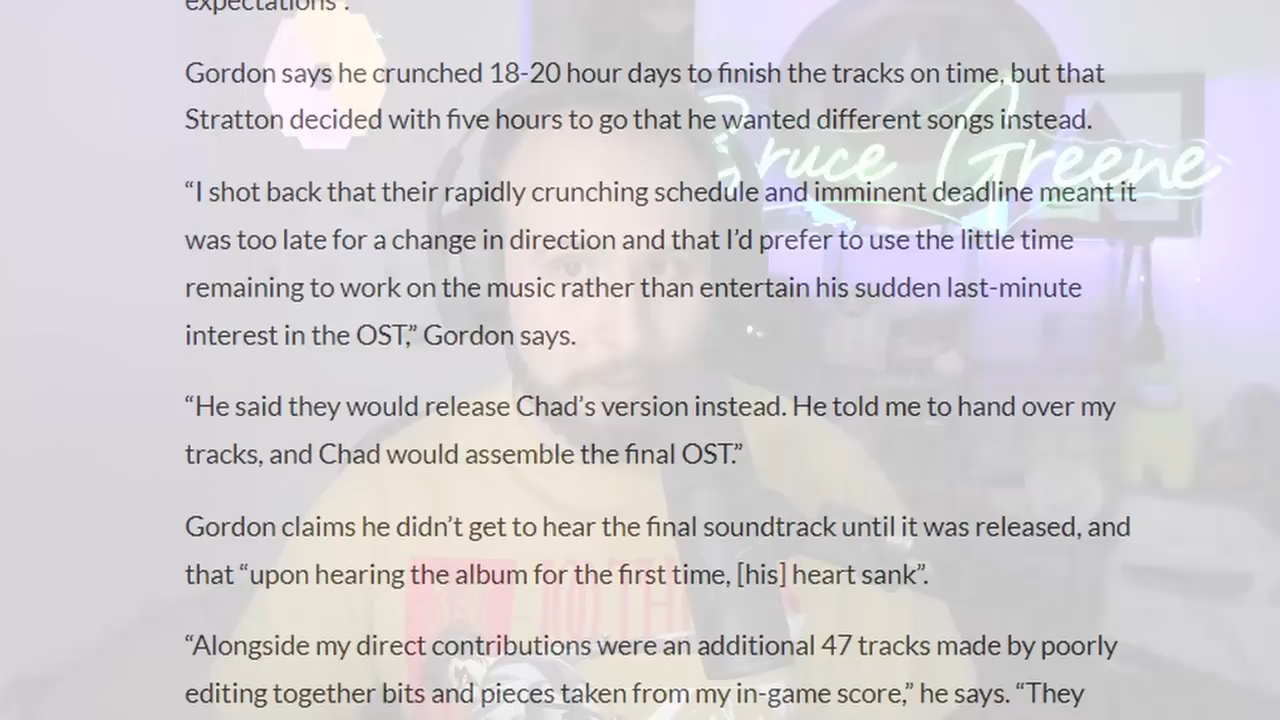 expectations".
Gordon says he crunched 18-20 hour days to finish the tracks on time, but that
Stratton decided with five hours to go that he wanted different songs instead.
Bruce Greene
“I shot back that their rapidly crunching schedule and imminent deadline meant it
was too late for a change in direction and that I’d prefer to use the little time
remaining to work on the music rather than entertain his sudden last-minute
interest in the OST,” Gordon says.
“He said they would release Chad’s version instead. He told me to hand over my
tracks, and Chad would assemble the final OST.”
Gordon claims he didn’t get to hear the final soundtrack until it was released, and
that “upon hearing the album for the first time, [his] heart sank”.
“Alongside my direct contributions were an additional 47 tracks made by poorly
editing together bits and pieces taken from my in-game score,” he says. “They